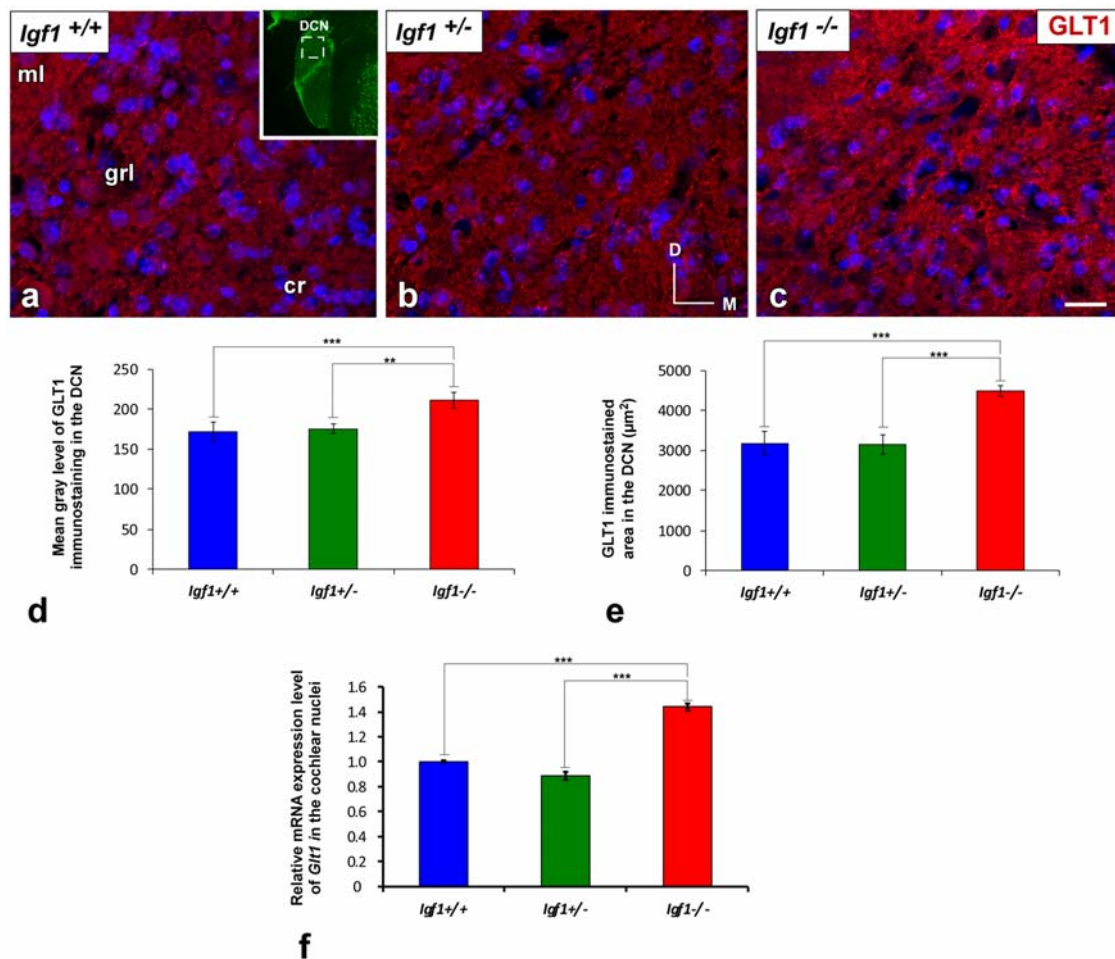 Igf1 +/+
DCN
ml
grl
cr
a
Igf1 +/-
D
M
b
Igf1 -/-
GLT1
c
Mean gray level of GLT1
immunostaining in the DCN
250
200
150
100
50
0
***
**
Igf1+/+ Igf1+/- Igf1-/-
d
GLT1 immunostained
area in the DCN (µm²)
5000
4000
3000
2000
1000
0
***
***
Igf1+/+ Igf1+/- Igf1-/-
e
Relative mRNA expression level
of Glt1 in the cochlear nuclei
1.6
1.4
1.2
1.0
0.8
0.6
0.4
0.2
0
***
***
Igf1+/+ Igf1+/- Igf1-/-
f